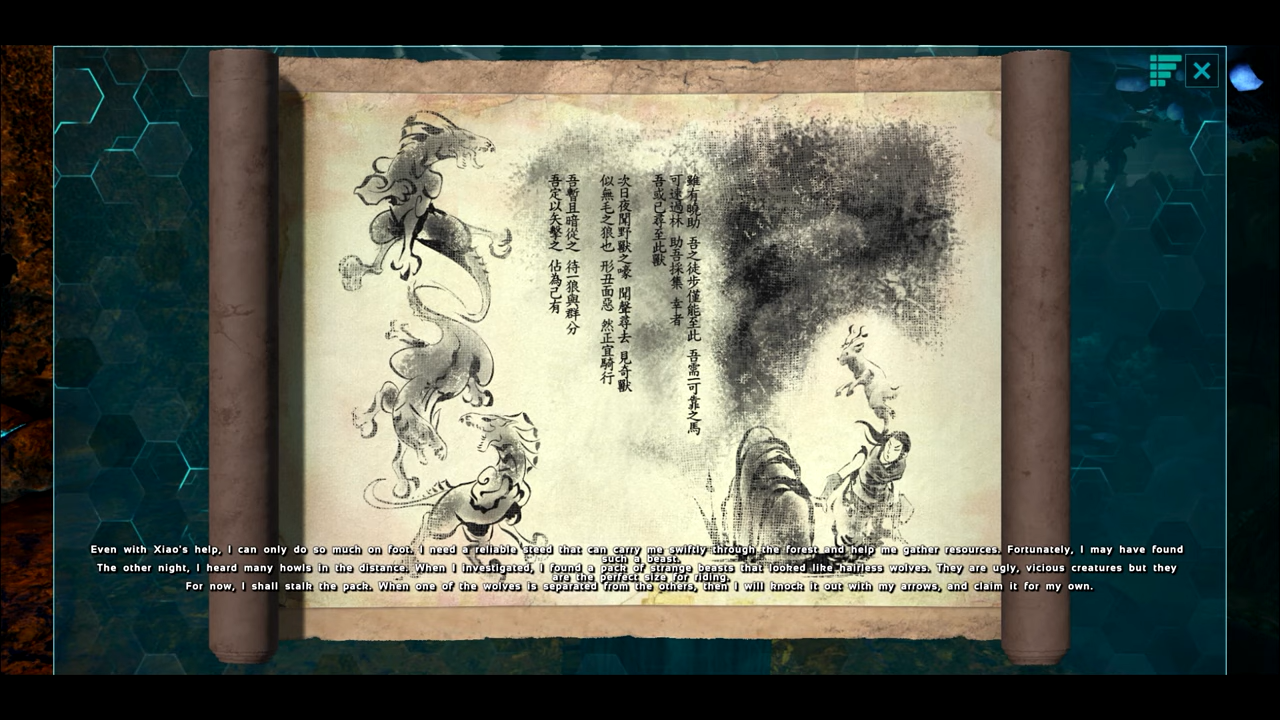 雖有曉助 吾之徒步僅能至此 吾需一可靠之馬
可速過林 助吾採集 幸者
吾或已尋至此獸
次日夜聞野獸之嚎 聞聲尋去 見奇獸
似無毛之狼也 形丑面惡 然正宜騎行
吾暫且暗從之 待一狼與群分
吾定以矢擊之 佔為己有
Even with Xiao's help, I can only do so much on foot. I need a reliable steed that can carry me swiftly through the forest and help me gather resources. Fortunately, I may have found
such a beast.
The other night, I heard many howls in the distance. When I investigated, I found a pack of strange beasts that looked like hairless wolves. They are ugly, vicious creatures but they
are the perfect size for riding.
For now, I shall stalk the pack. When one of the wolves is separated from the others, then I will knock it out with my arrows, and claim it for my own.